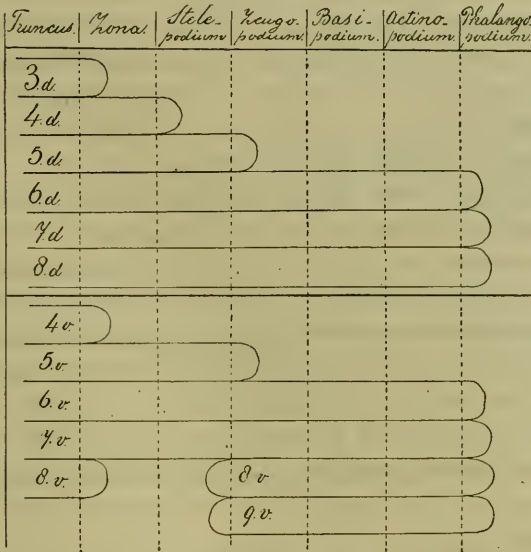 Truncus. Zona. Stele- Zeugo- Basi- Actino- Phalango-
podium. podium. podium. podium. podium.
3.d.
4.d.
5.d.
6.d.
7.d
8.d
4 v.
5.v.
6.v.
7.v.
8.v. 8 v
9.v.